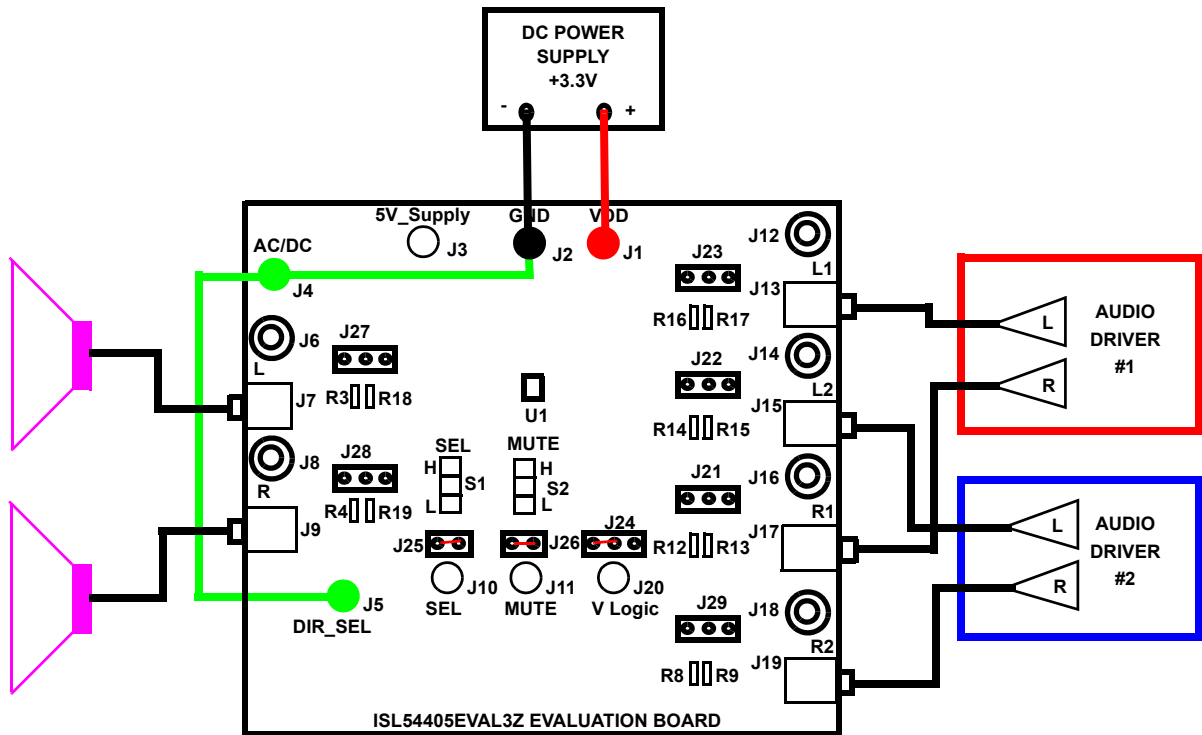 DC POWER
SUPPLY
+3.3V
- +
5V_Supply
GND
VDD
J3
J2
J1
AC/DC
J4
J6
L
J7
J8
R
J9
J27
R3
R18
J28
R4
R19
U1
SEL
H
S1
L
MUTE
H
S2
L
J25
J26
J24
J10
SEL
J11
MUTE
J20
V Logic
J5
DIR_SEL
J23
R16
R17
J22
R14
R15
J21
R12
R13
J29
R8
R9
J12
L1
J13
J14
L2
J15
J16
R1
J17
J18
R2
J19
L
R
AUDIO
DRIVER
#1
L
R
AUDIO
DRIVER
#2
ISL54405EVAL3Z EVALUATION BOARD